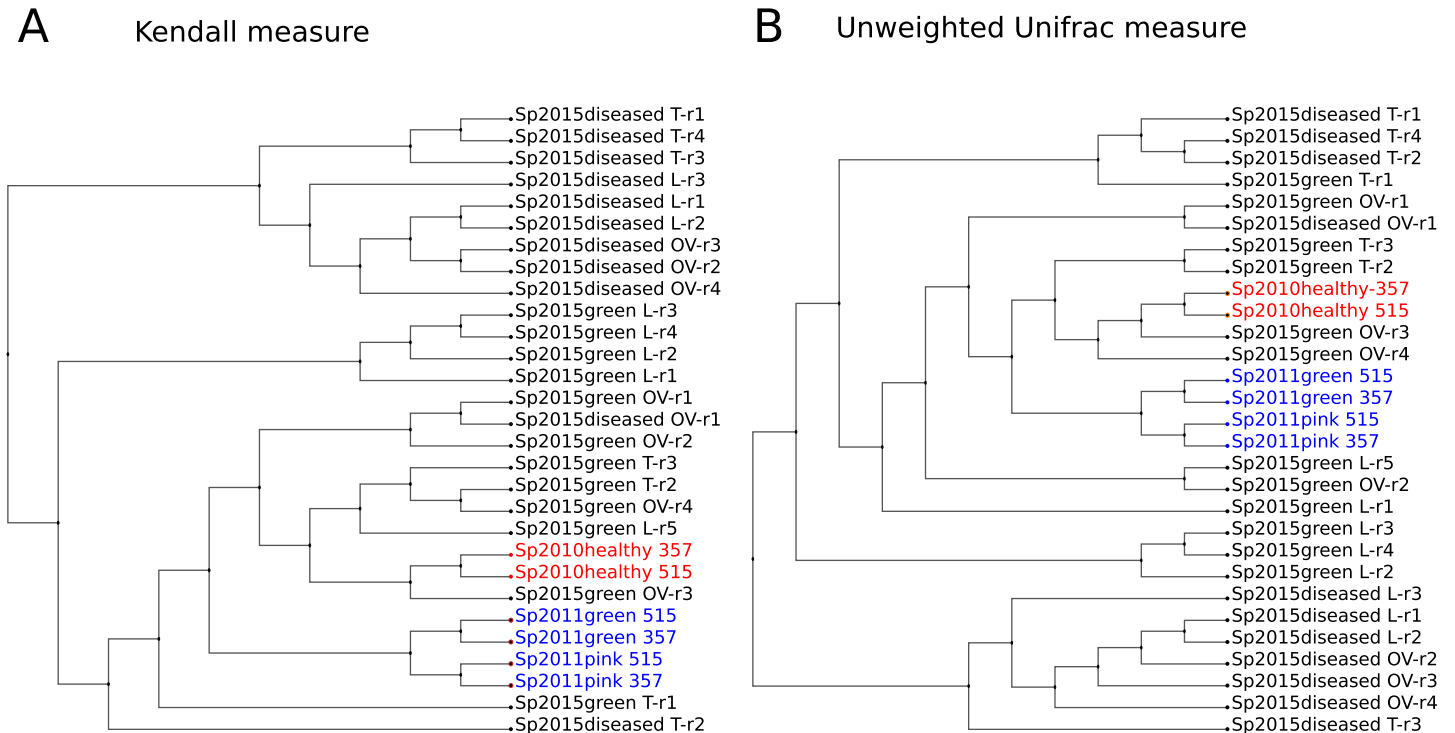 A
Kendall measure
Sp2015diseased T-r1
Sp2015diseased T-r4
Sp2015diseased T-r3
Sp2015diseased L-r3
Sp2015diseased L-r1
Sp2015diseased L-r2
Sp2015diseased OV-r3
Sp2015diseased OV-r2
Sp2015diseased OV-r4
Sp2015green L-r3
Sp2015green L-r4
Sp2015green L-r2
Sp2015green L-r1
Sp2015green OV-r1
Sp2015diseased OV-r1
Sp2015green OV-r2
Sp2015green T-r3
Sp2015green T-r2
Sp2015green OV-r4
Sp2015green L-r5
Sp2010healthy 357
Sp2010healthy 515
Sp2015green OV-r3
Sp2011green 515
Sp2011green 357
Sp2011pink 515
Sp2011pink 357
Sp2015green T-r1
Sp2015diseased T-r2
B
Unweighted Unifrac measure
Sp2015diseased T-r1
Sp2015diseased T-r4
Sp2015diseased T-r2
Sp2015green T-r1
Sp2015green OV-r1
Sp2015diseased OV-r1
Sp2015green T-r3
Sp2015green T-r2
Sp2010healthy-357
Sp2010healthy 515
Sp2015green OV-r3
Sp2015green OV-r4
Sp2011green 515
Sp2011green 357
Sp2011pink 515
Sp2011pink 357
Sp2015green L-r5
Sp2015green OV-r2
Sp2015green L-r1
Sp2015green L-r3
Sp2015green L-r4
Sp2015green L-r2
Sp2015diseased L-r3
Sp2015diseased L-r1
Sp2015diseased L-r2
Sp2015diseased OV-r2
Sp2015diseased OV-r3
Sp2015diseased OV-r4
Sp2015diseased T-r3